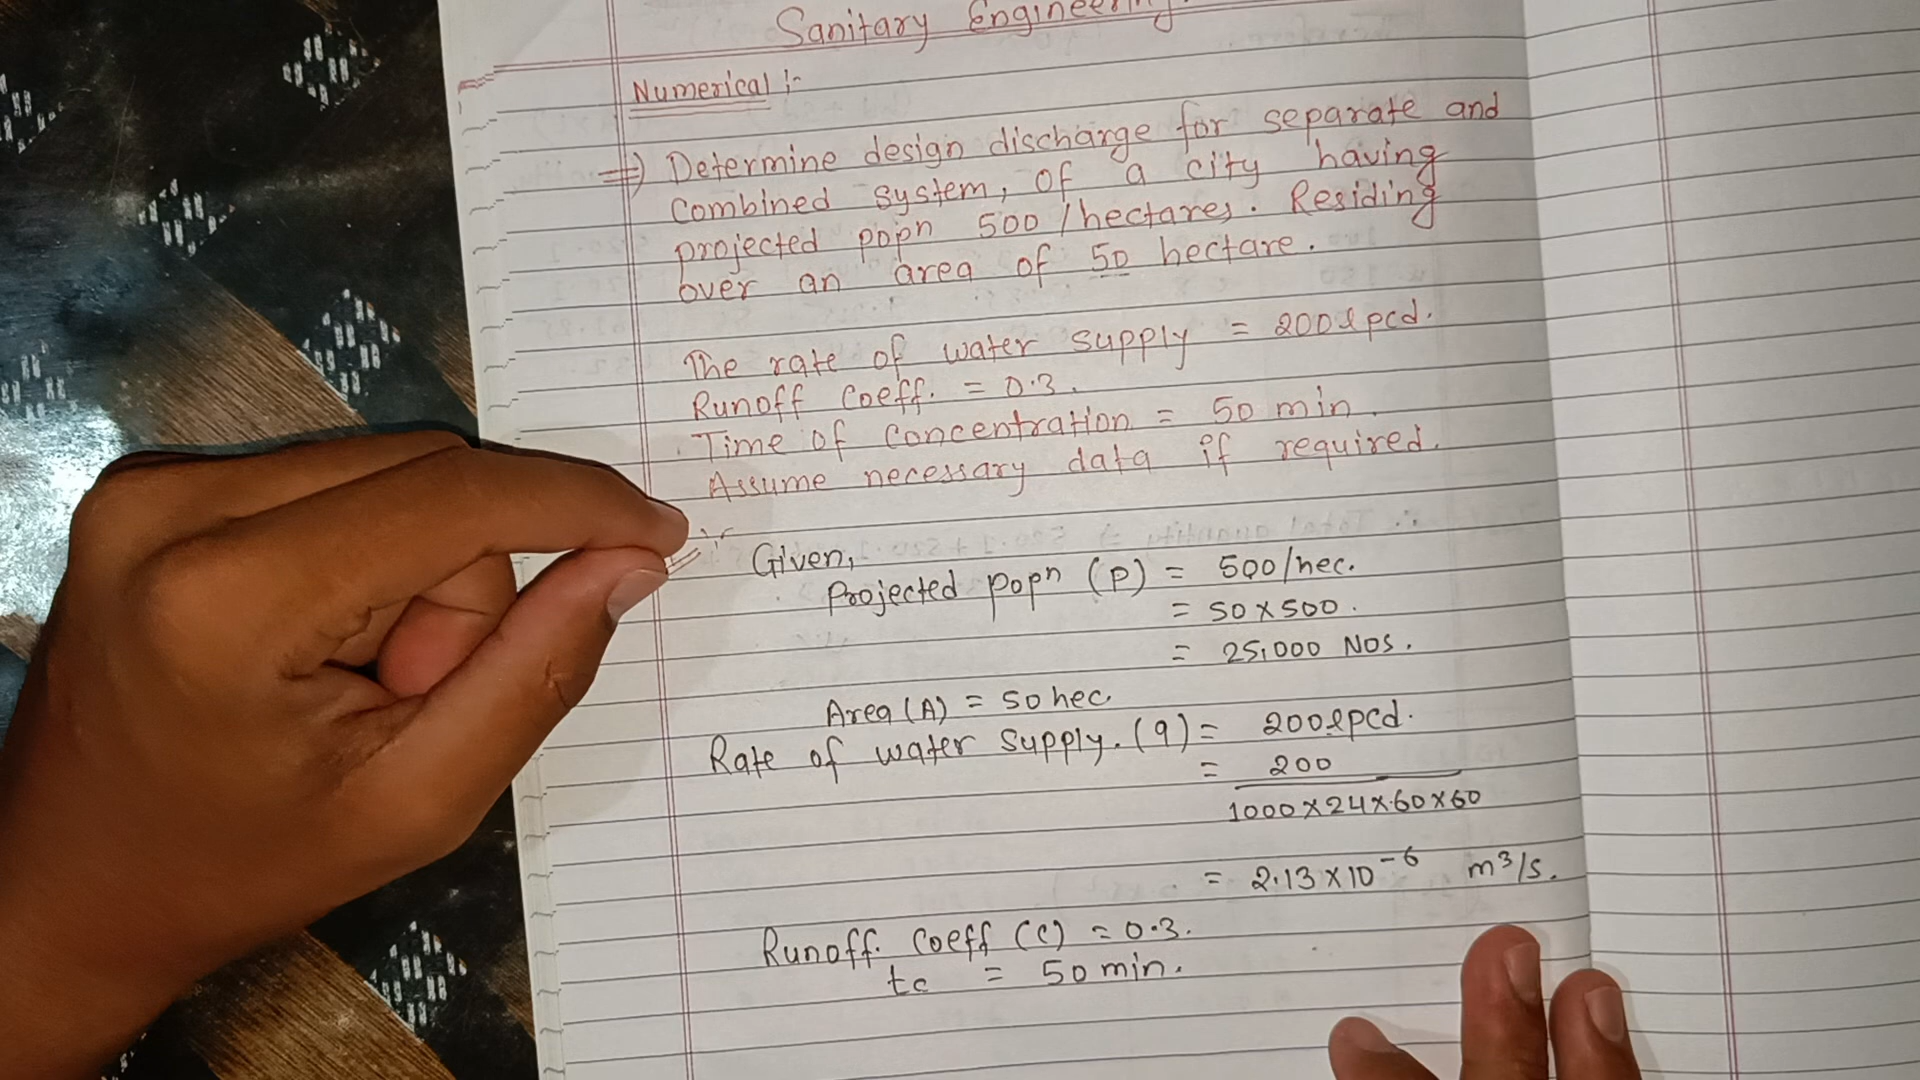 Sanitary Engineering.
Numerical :-
⇒ Determine design discharge for separate and
combined system, of a city having
projected popn 500 / hectares. Residing
over an area of 50 hectare.
The rate of water supply = 200 lpcd.
Runoff Coeff. = 0.3.
Time of Concentration = 50 min.
Assume necessary data if required.
Given,
Projected popn (P) = 500/hec.
= 50 x 500.
= 25,000 Nos.
Area (A) = 50 hec.
Rate of water supply. (q) = 200 lpcd.
= 200
1000 x 24 x 60 x 60
= 2.13 x 10⁻⁶ m³/s.
Runoff. Coeff (C) = 0.3.
tc = 50 min.